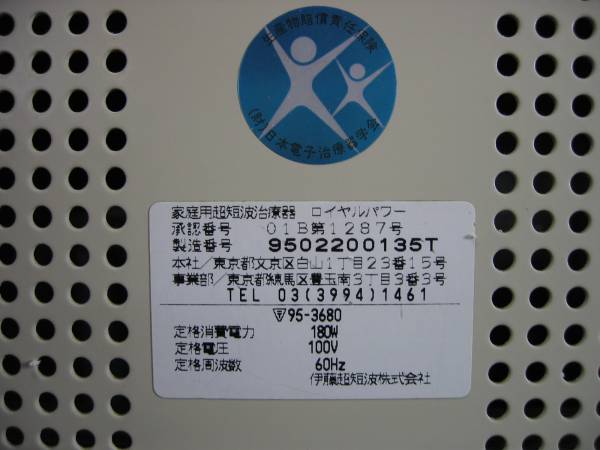 生産物賠償責任保険
(財)日本電子治療器学会
家庭用超短波治療器 ロイヤルパワー
承認番号 01B第1287号
製造番号 9502200135T
本社/東京都文京区白山1丁目23番15号
事業部/東京都練馬区豊玉南3丁目3番3号
TEL 03(3994)1461
95-3680
定格消費電力 180W
定格電圧 100V
定格周波数 60Hz
伊藤超短波株式会社